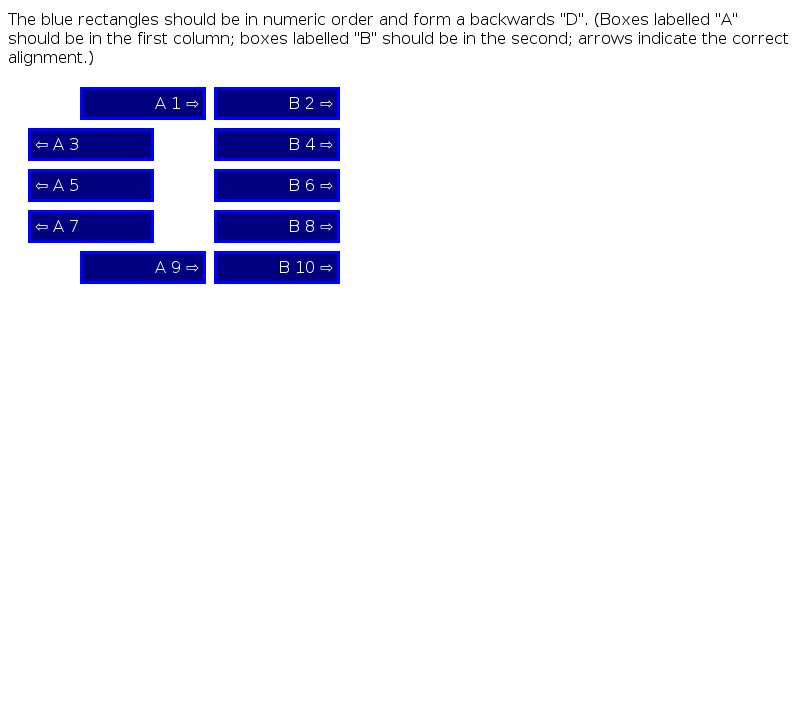 The blue rectangles should be in numeric order and form a backwards "D". (Boxes labelled "A"
should be in the first column; boxes labelled "B" should be in the second; arrows indicate the correct
alignment.)
A 1 ⇨ B 2 ⇨
⇦ A 3 B 4 ⇨
⇦ A 5 B 6 ⇨
⇦ A 7 B 8 ⇨
A 9 ⇨ B 10 ⇨